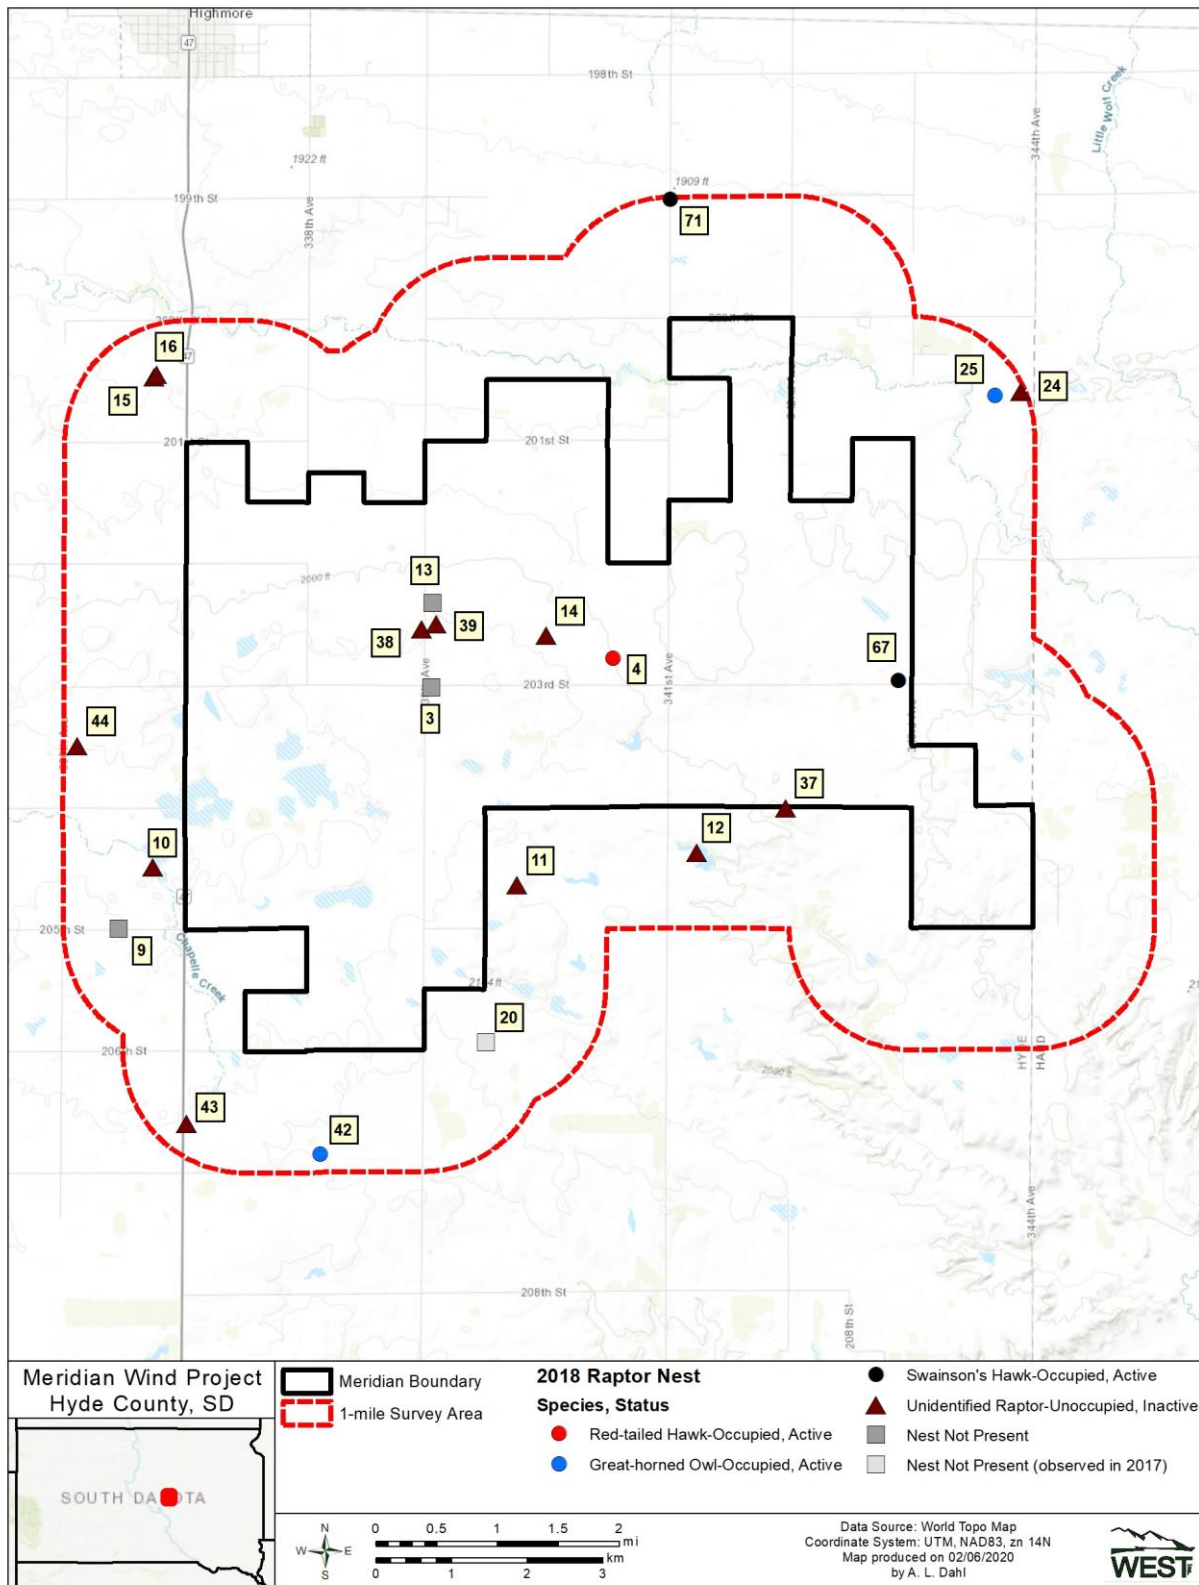 Highmore
47
198th St
Little Wolf Creek
344th Ave
1922 ft
1909 ft
199th St
338th Ave
71
16
47
25
24
15
201st St
201st St
13
2000 ft
14
39
38
67
4
203rd St
341st Ave
3
44
37
12
10
11
47
205th St
9
Chapelle Creek
20
206th St
HYDE
HAND
2000 ft
43
42
344th Ave
208th St
208th St
Meridian Wind Project
Hyde County, SD
SOUTH DAKOTA
Meridian Boundary
1-mile Survey Area
2018 Raptor Nest
Species, Status
Red-tailed Hawk-Occupied, Active
Great-horned Owl-Occupied, Active
Swainson's Hawk-Occupied, Active
Unidentified Raptor-Unoccupied, Inactive
Nest Not Present
Nest Not Present (observed in 2017)
N
W E
S
0 0.5 1 1.5 2
mi
km
0 1 2 3
Data Source: World Topo Map
Coordinate System: UTM, NAD83, zn 14N
Map produced on 02/06/2020
by A. L. Dahl
WEST